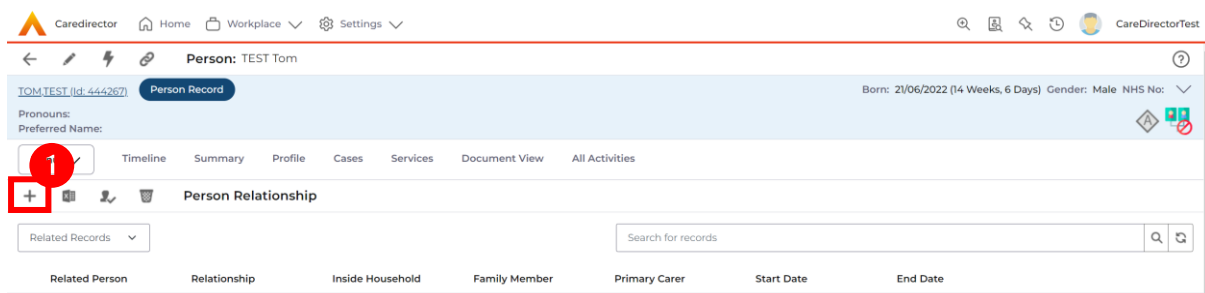 Caredirector Home Workplace Settings CareDirectorTest
Person: TEST Tom
TOM,TEST (Id: 444267) Person Record Born: 21/06/2022 (14 Weeks, 6 Days) Gender: Male NHS No:
Pronouns:
Preferred Name:
A
Timeline Summary Profile Cases Services Document View All Activities
1
Person Relationship
Related Records Search for records
Related Person Relationship Inside Household Family Member Primary Carer Start Date End Date